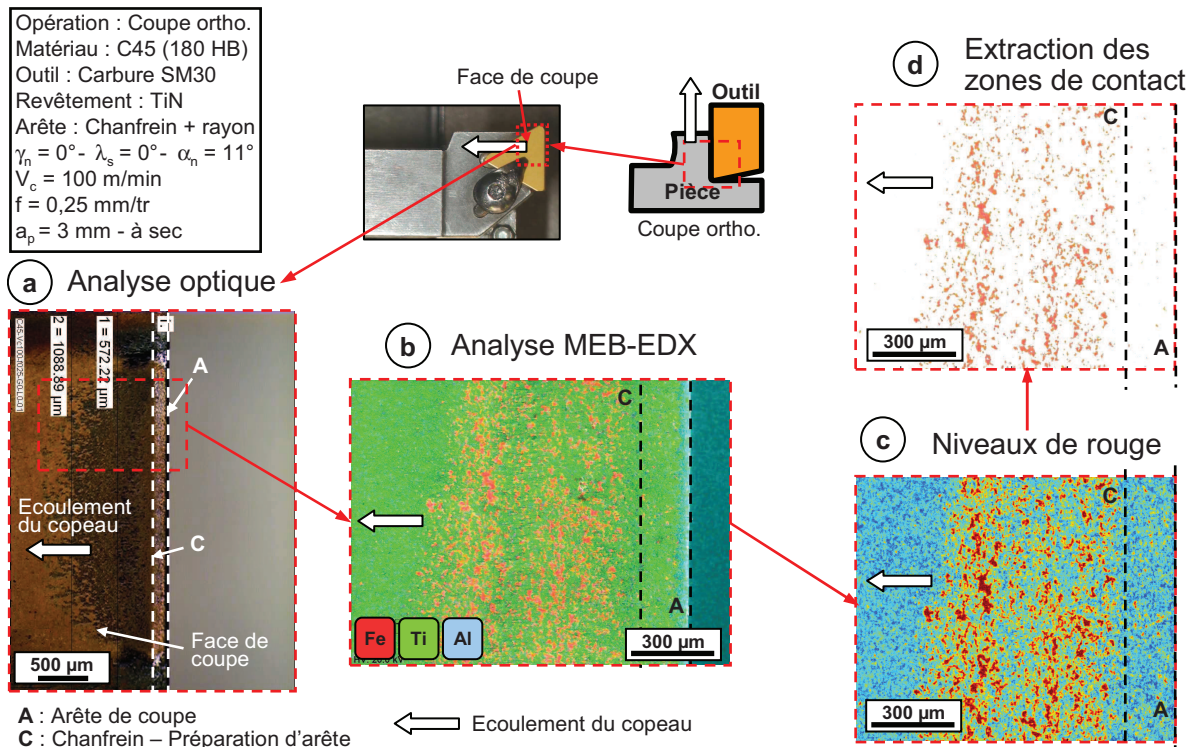 Opération : Coupe ortho.
Matériau : C45 (180 HB)
Outil : Carbure SM30
Revêtement : TiN
Arête : Chanfrein + rayon
γn = 0° - λs = 0° - αn = 11°
Vc = 100 m/min
f = 0,25 mm/tr
ap = 3 mm - à sec
Face de coupe
Outil
Pièce
Coupe ortho.
a Analyse optique
2 = 1088.89 µm
1 = 572.22 µm
A
Ecoulement
du copeau
C
Face de
coupe
500 µm
b Analyse MEB-EDX
C
A
Fe
Ti
Al
300 µm
d Extraction des
zones de contact
C
A
300 µm
c Niveaux de rouge
C
A
300 µm
A : Arête de coupe
C : Chanfrein – Préparation d'arête
Ecoulement du copeau